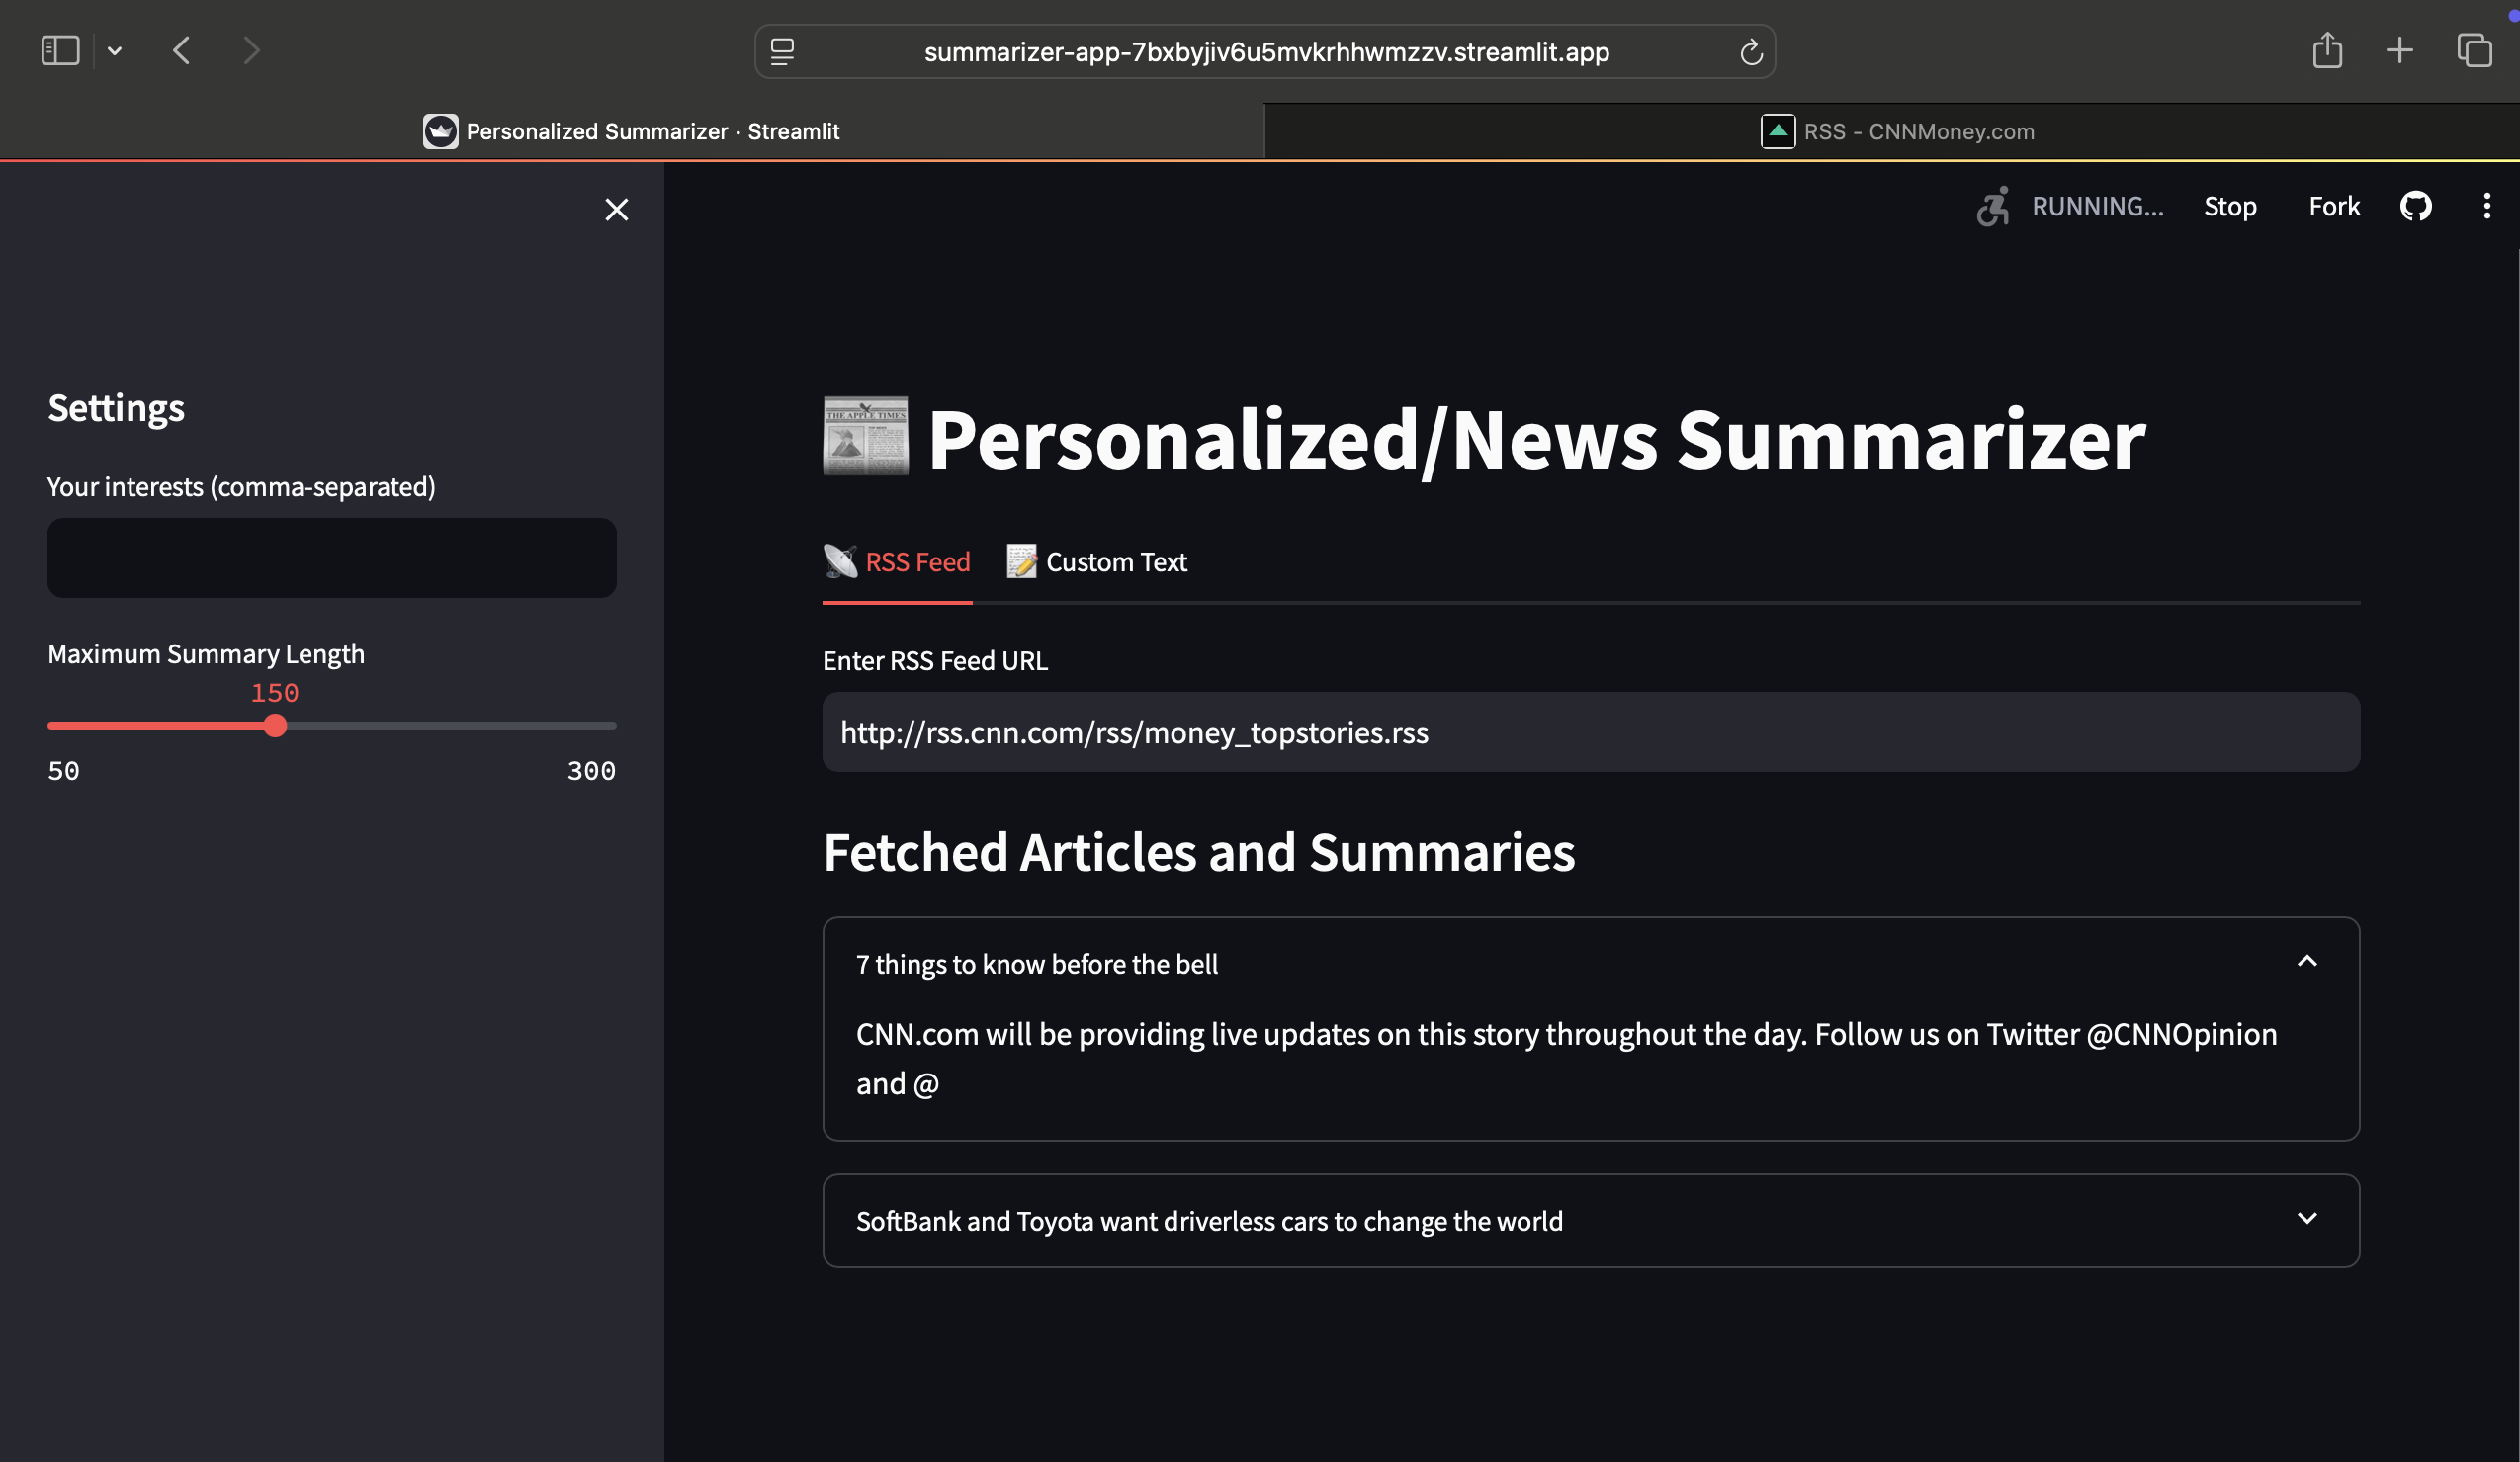 summarizer-app-7bxbyjiv6u5mvkrhhwmzzv.streamlit.app
Personalized Summarizer · Streamlit
RSS - CNNMoney.com
RUNNING...
Stop
Fork
Settings
Your interests (comma-separated)
Maximum Summary Length
150
50
300
THE APPLE TIMES
Personalized/News Summarizer
RSS Feed
Custom Text
Enter RSS Feed URL
http://rss.cnn.com/rss/money_topstories.rss
Fetched Articles and Summaries
7 things to know before the bell
CNN.com will be providing live updates on this story throughout the day. Follow us on Twitter @CNNOpinion
and @
SoftBank and Toyota want driverless cars to change the world